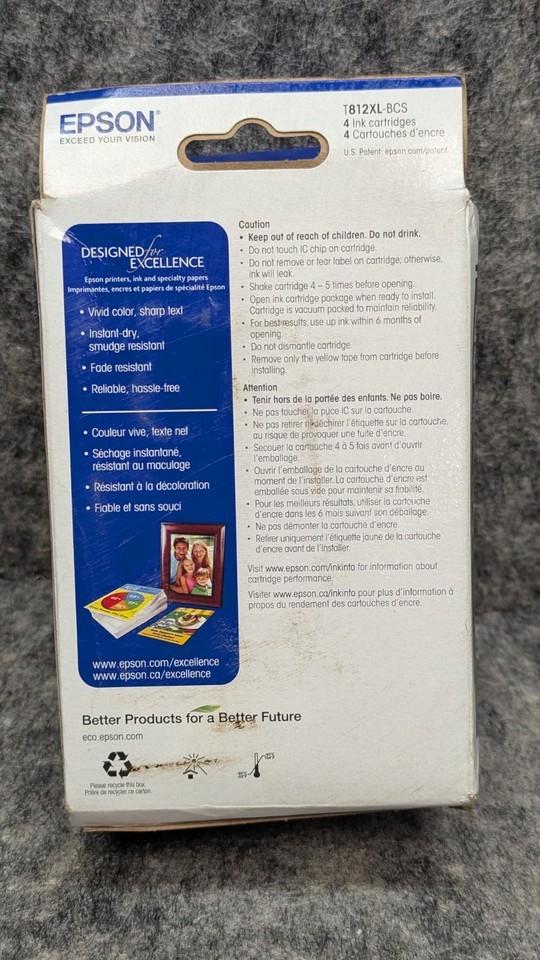 EPSON®
EXCEED YOUR VISION
T812XL-BCS
4 Ink cartridges
4 Cartouches d'encre
U.S. Patent: epson.com/patent
DESIGNED for
EXCELLENCE
Epson printers, ink and specialty papers
Imprimantes, encres et papiers de spécialité Epson
• Vivid color, sharp text
• Instant-dry,
smudge resistant
• Fade resistant
• Reliable, hassle-free
• Couleur vive, texte net
• Séchage instantané,
résistant au maculage
• Résistant à la décoloration
• Fiable et sans souci
www.epson.com/excellence
www.epson.ca/excellence
Caution
• Keep out of reach of children. Do not drink.
• Do not touch IC chip on cartridge.
• Do not remove or tear label on cartridge; otherwise,
ink will leak.
• Shake cartridge 4 – 5 times before opening.
• Open ink cartridge package when ready to install.
Cartridge is vacuum packed to maintain reliability.
• For best results, use up ink within 6 months of
opening.
• Do not dismantle cartridge.
• Remove only the yellow tape from cartridge before
installing.
Attention
• Tenir hors de la portée des enfants. Ne pas boire.
• Ne pas toucher la puce IC sur la cartouche.
• Ne pas retirer ni déchirer l'étiquette sur la cartouche,
au risque de provoquer une fuite d'encre.
• Secouer la cartouche 4 à 5 fois avant d'ouvrir
l'emballage.
• Ouvrir l'emballage de la cartouche d'encre au
moment de l'installer. La cartouche d'encre est
emballée sous vide pour maintenir sa fiabilité.
• Pour les meilleurs résultats, utiliser la cartouche
d'encre dans les 6 mois suivant son déballage.
• Ne pas démonter la cartouche d'encre.
• Retirer uniquement l'étiquette jaune de la cartouche
d'encre avant de l'installer.
Visit www.epson.com/inkinfo for information about
cartridge performance.
Visiter www.epson.ca/inkinfo pour plus d'information à
propos du rendement des cartouches d'encre.
Better Products for a Better Future
eco.epson.com
Please recycle this box.
Prière de recycler ce carton.